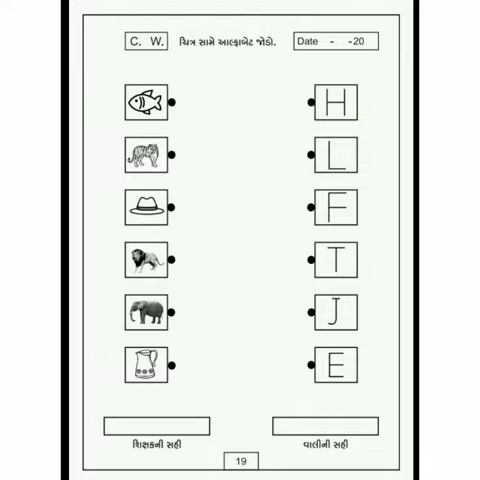 C. W. ચિત્ર સામે આલ્ફાબેટ જોડો. Date - -20
H
L
F
T
J
E
શિક્ષકની સહી વાલીની સહી
19